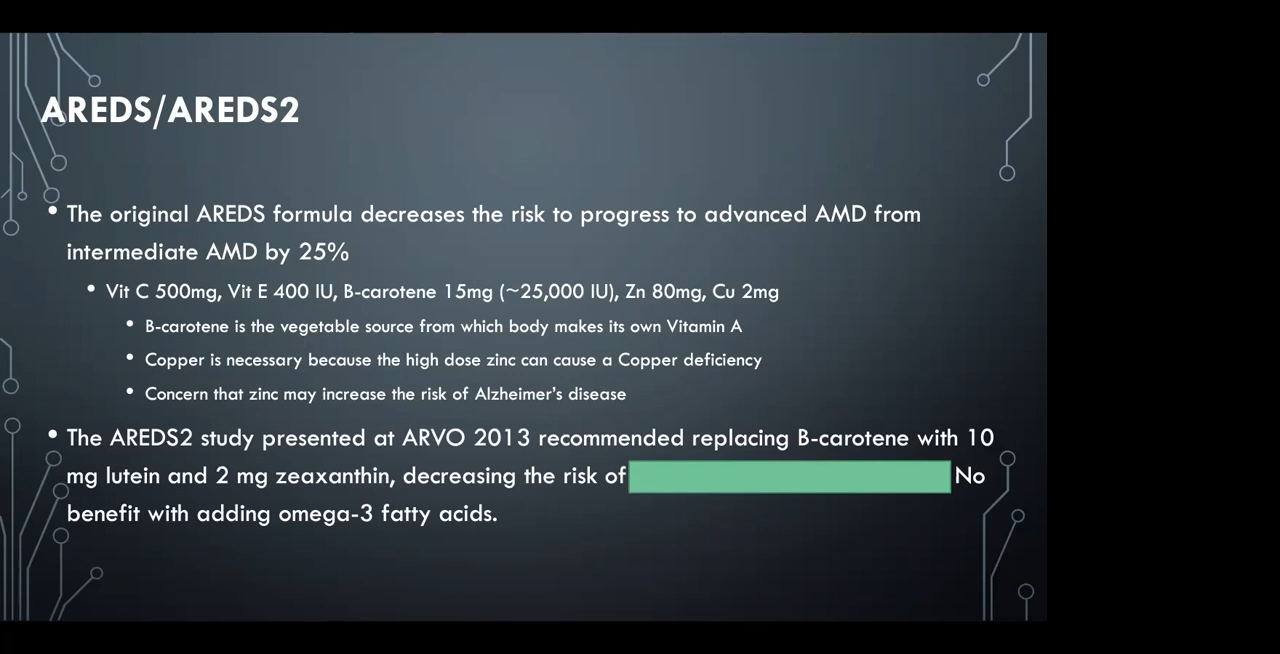 AREDS/AREDS2
• The original AREDS formula decreases the risk to progress to advanced AMD from
intermediate AMD by 25%
• Vit C 500mg, Vit E 400 IU, B-carotene 15mg (~25,000 IU), Zn 80mg, Cu 2mg
• B-carotene is the vegetable source from which body makes its own Vitamin A
• Copper is necessary because the high dose zinc can cause a Copper deficiency
• Concern that zinc may increase the risk of Alzheimer's disease
• The AREDS2 study presented at ARVO 2013 recommended replacing B-carotene with 10
mg lutein and 2 mg zeaxanthin, decreasing the risk of No
benefit with adding omega-3 fatty acids.